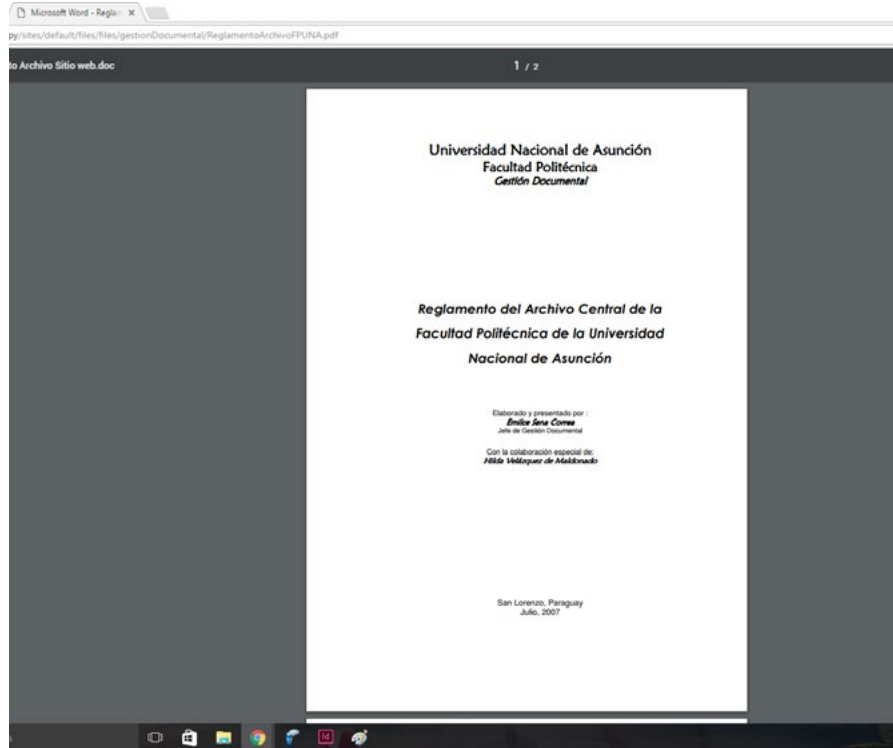 Microsoft Word - Regla
py/sites/default/files/files/gestionDocumental/ReglamentoArchivoFPUNA.pdf
to Archivo Sitio web.doc
1 / 2
Universidad Nacional de Asunción
Facultad Politécnica
Gestión Documental
Reglamento del Archivo Central de la
Facultad Politécnica de la Universidad
Nacional de Asunción
Elaborado y presentado por :
Emilce Sena Correa
Jefe de Gestión Documental
Con la colaboración especial de:
Hilda Velázquez de Maldonado
San Lorenzo, Paraguay
Julio, 2007
Id